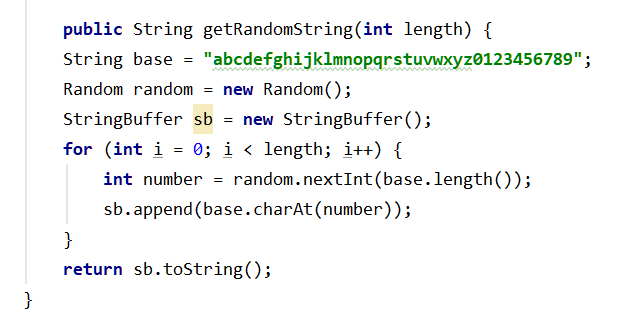 public String getRandomString(int length) {
String base = "abcdefghijklmnopqrstuvwxyz0123456789";
Random random = new Random();
StringBuffer sb = new StringBuffer();
for (int i = 0; i < length; i++) {
int number = random.nextInt(base.length());
sb.append(base.charAt(number));
}
return sb.toString();
}